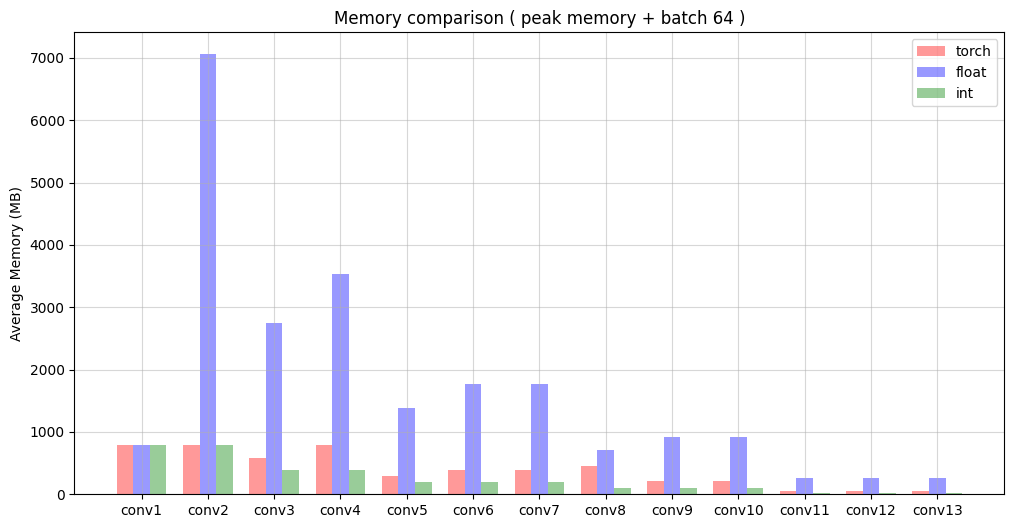 Memory comparison ( peak memory + batch 64 )
torch
float
int
Average Memory (MB)
7000
6000
5000
4000
3000
2000
1000
0
conv1 conv2 conv3 conv4 conv5 conv6 conv7 conv8 conv9 conv10 conv11 conv12 conv13